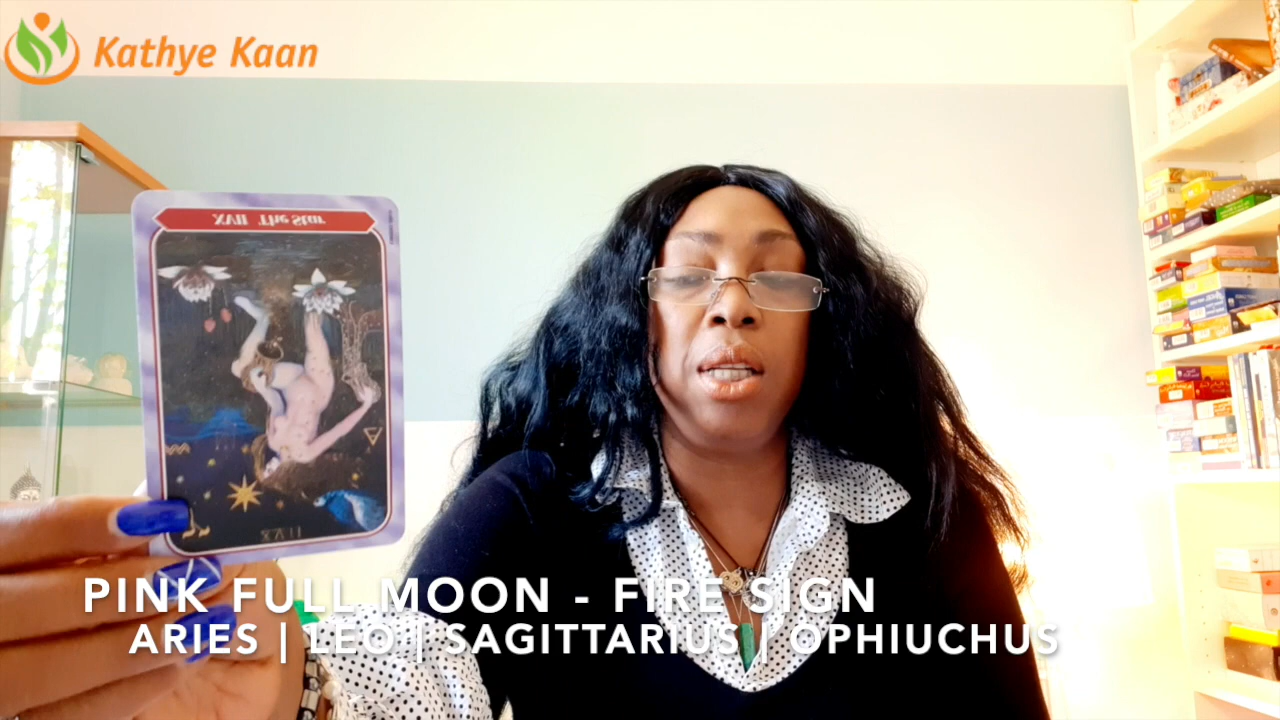 Kathye Kaan
XVII The Star
XVII
PINK FULL MOON - FIRE SIGN
ARIES | LEO | SAGITTARIUS | OPHIUCHUS